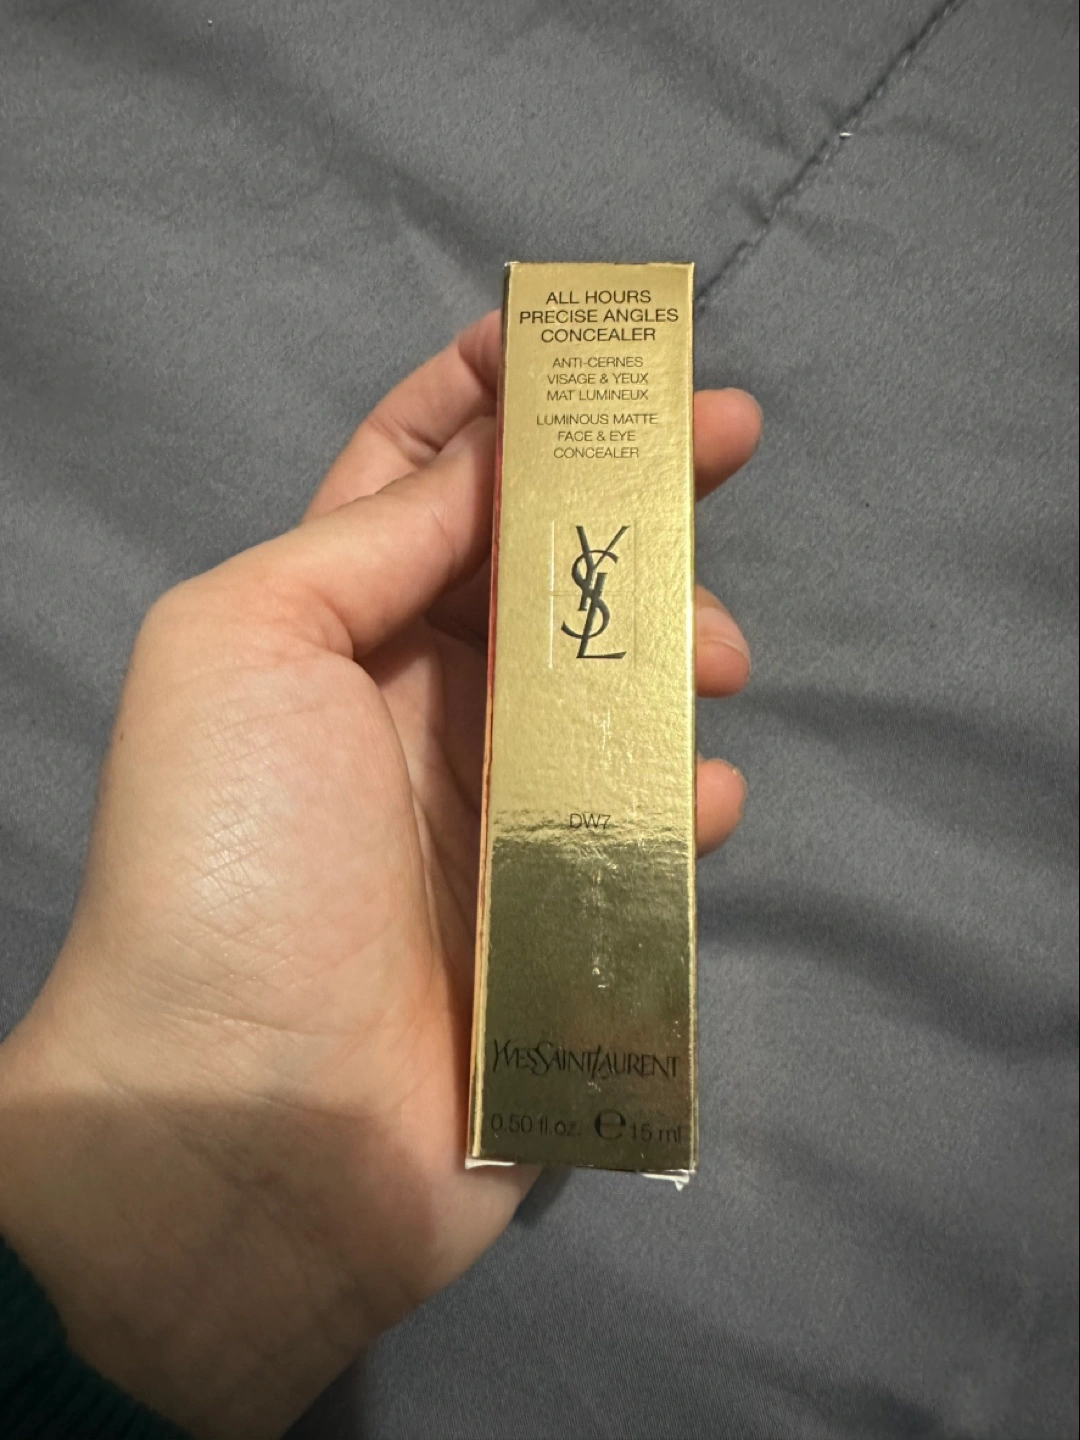 ALL HOURS
PRECISE ANGLES
CONCEALER
ANTI-CERNES
VISAGE & YEUX
MAT LUMINEUX
LUMINOUS MATTE
FACE & EYE
CONCEALER
YSL
DW7
YVESSAINTLAURENT
0.50 fl.oz. ℮ 15 ml